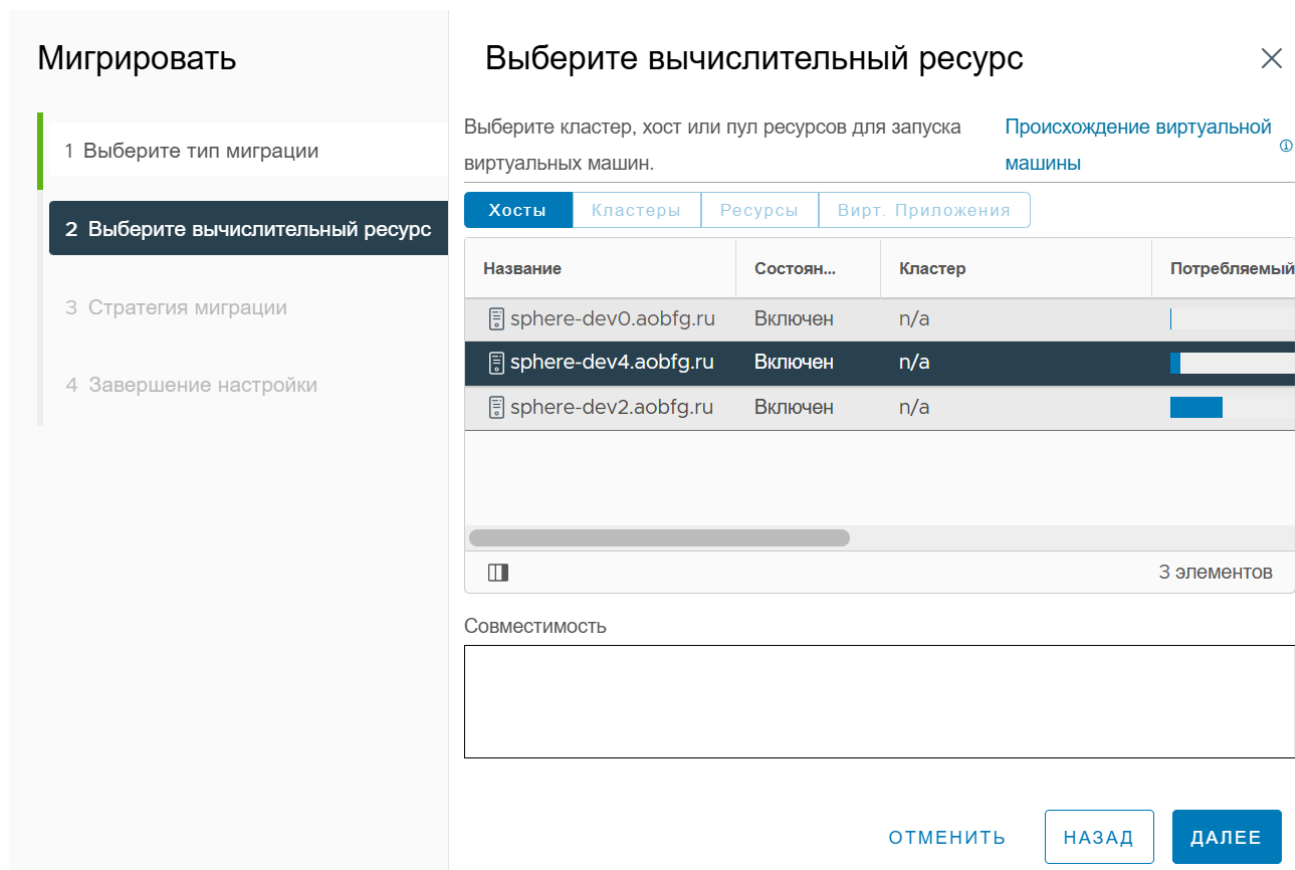 Мигрировать
1 Выберите тип миграции
2 Выберите вычислительный ресурс
3 Стратегия миграции
4 Завершение настройки
Выберите вычислительный ресурс
Выберите кластер, хост или пул ресурсов для запуска
виртуальных машин.
Происхождение виртуальной
машины
Хосты Кластеры Ресурсы Вирт. Приложения
Название Состоян... Кластер Потребляемый
sphere-dev0.aobfg.ru Включен n/a
sphere-dev4.aobfg.ru Включен n/a
sphere-dev2.aobfg.ru Включен n/a
3 элементов
Совместимость
ОТМЕНИТЬ НАЗАД ДАЛЕЕ